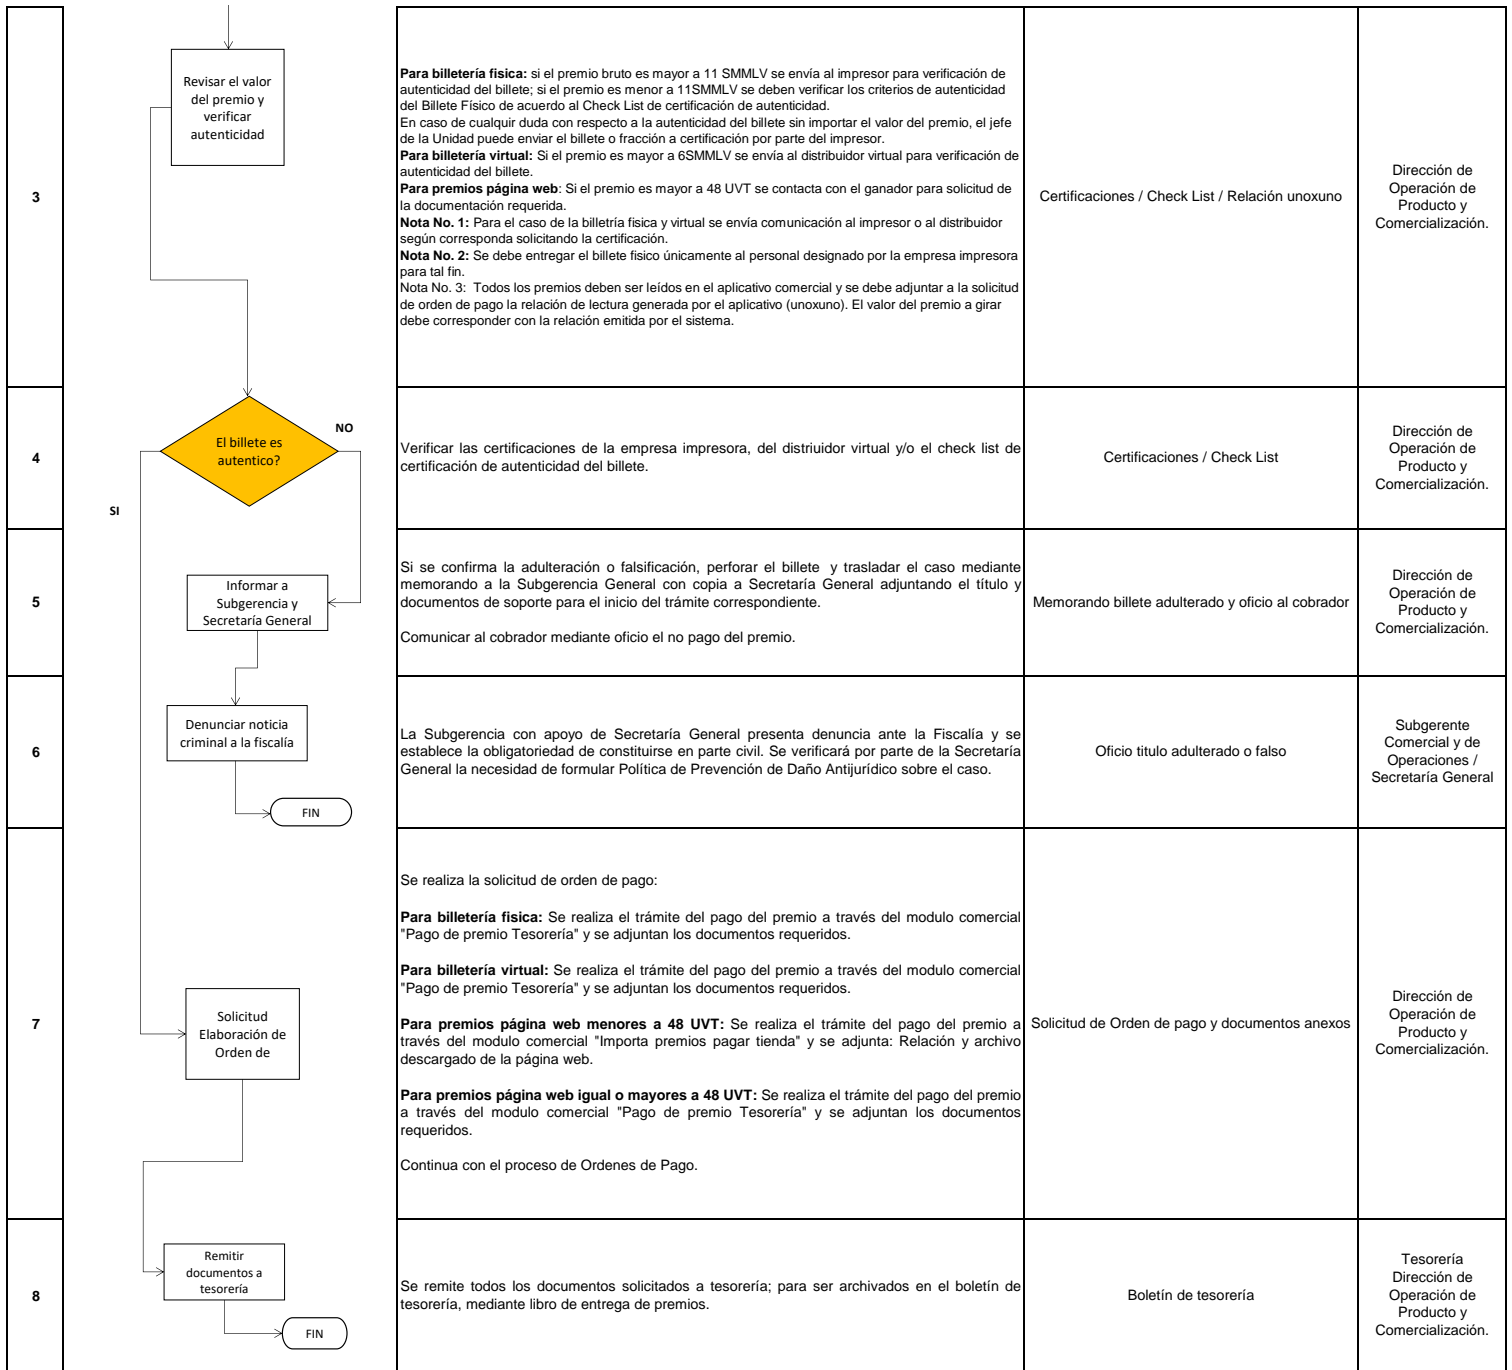 3
Revisar el valor
del premio y
verificar
autenticidad
Para billetería fisica: si el premio bruto es mayor a 11 SMMLV se envía al impresor para verificación de
autenticidad del billete; si el premio es menor a 11SMMLV se deben verificar los criterios de autenticidad
del Billete Físico de acuerdo al Check List de certificación de autenticidad.
En caso de cualquir duda con respecto a la autenticidad del billete sin importar el valor del premio, el jefe
de la Unidad puede enviar el billete o fracción a certificación por parte del impresor.
Para billetería virtual: Si el premio es mayor a 6SMMLV se envía al distribuidor virtual para verificación de
autenticidad del billete.
Para premios página web: Si el premio es mayor a 48 UVT se contacta con el ganador para solicitud de
la documentación requerida.
Nota No. 1: Para el caso de la billetría fisica y virtual se envía comunicación al impresor o al distribuidor
según corresponda solicitando la certificación.
Nota No. 2: Se debe entregar el billete fisico únicamente al personal designado por la empresa impresora
para tal fin.
Nota No. 3:  Todos los premios deben ser leídos en el aplicativo comercial y se debe adjuntar a la solicitud
de orden de pago la relación de lectura generada por el aplicativo (unoxuno). El valor del premio a girar
debe corresponder con la relación emitida por el sistema.
Certificaciones / Check List / Relación unoxuno
Dirección de
Operación de
Producto y
Comercialización.
4
El billete es
autentico?
NO
SI
Verificar las certificaciones de la empresa impresora, del distriuidor virtual y/o el check list de
certificación de autenticidad del billete.
Certificaciones / Check List
Dirección de
Operación de
Producto y
Comercialización.
5
Informar a
Subgerencia y
Secretaría General
Si se confirma la adulteración o falsificación, perforar el billete  y trasladar el caso mediante
memorando a la Subgerencia General con copia a Secretaría General adjuntando el título y
documentos de soporte para el inicio del trámite correspondiente.
Comunicar al cobrador mediante oficio el no pago del premio.
Memorando billete adulterado y oficio al cobrador
Dirección de
Operación de
Producto y
Comercialización.
6
Denunciar noticia
criminal a la fiscalía
FIN
La Subgerencia con apoyo de Secretaría General presenta denuncia ante la Fiscalía y se
establece la obligatoriedad de constituirse en parte civil. Se verificará por parte de la Secretaría
General la necesidad de formular Política de Prevención de Daño Antijurídico sobre el caso.
Oficio titulo adulterado o falso
Subgerente
Comercial y de
Operaciones /
Secretaría General
7
Solicitud
Elaboración de
Orden de
Se realiza la solicitud de orden de pago:
Para billetería fisica: Se realiza el trámite del pago del premio a través del modulo comercial
"Pago de premio Tesorería" y se adjuntan los documentos requeridos.
Para billetería virtual: Se realiza el trámite del pago del premio a través del modulo comercial
"Pago de premio Tesorería" y se adjuntan los documentos requeridos.
Para premios página web menores a 48 UVT: Se realiza el trámite del pago del premio a
través del modulo comercial "Importa premios pagar tienda" y se adjunta: Relación y archivo
descargado de la página web.
Para premios página web igual o mayores a 48 UVT: Se realiza el trámite del pago del premio
a través del modulo comercial "Pago de premio Tesorería" y se adjuntan los documentos
requeridos.
Continua con el proceso de Ordenes de Pago.
Solicitud de Orden de pago y documentos anexos
Dirección de
Operación de
Producto y
Comercialización.
8
Remitir
documentos a
tesorería
FIN
Se remite todos los documentos solicitados a tesorería; para ser archivados en el boletín de
tesorería, mediante libro de entrega de premios.
Boletín de tesorería
Tesorería
Dirección de
Operación de
Producto y
Comercialización.